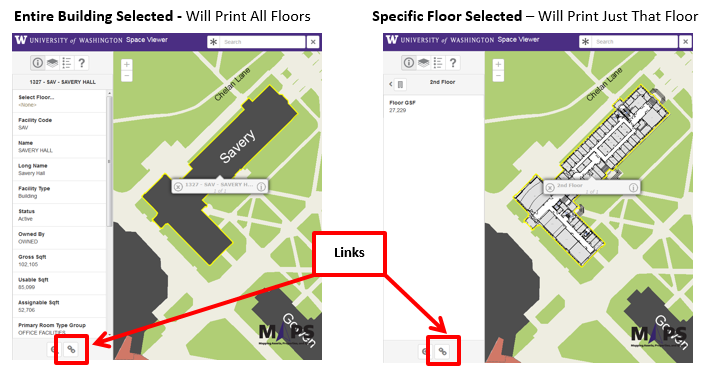 Entire Building Selected - Will Print All Floors
W UNIVERSITY of WASHINGTON Space Viewer
Search
1327 - SAV - SAVERY HALL
Select Floor...
<None>
Facility Code
SAV
Name
SAVERY HALL
Long Name
Savery Hall
Facility Type
Building
Status
Active
Owned By
OWNED
Gross Sqft
102,105
Usable Sqft
85,099
Assignable Sqft
52,706
Primary Room Type Group
OFFICE FACILITIES
Chelan Lane
Savery
1327 - SAV - SAVERY H...
MAPS
Links
Specific Floor Selected – Will Print Just That Floor
W UNIVERSITY of WASHINGTON Space Viewer
Search
2nd Floor
Floor GSF
27,229
Chelan Lane
2nd Floor
MAPS